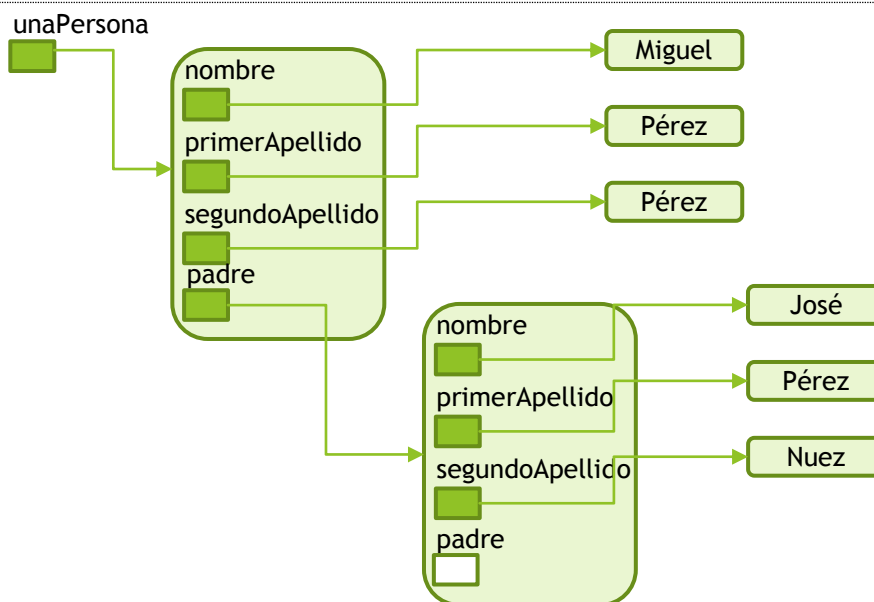 unaPersona
nombre
Miguel
primerApellido
Pérez
segundoApellido
Pérez
padre
nombre
José
primerApellido
Pérez
segundoApellido
Nuez
padre